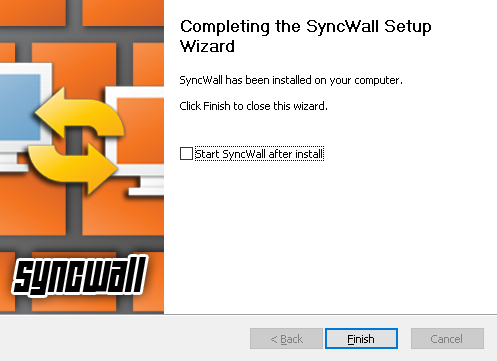 Completing the SyncWall Setup
Wizard
SyncWall has been installed on your computer.
Click Finish to close this wizard.
Start SyncWall after install
syncwall
< Back
Finish
Cancel